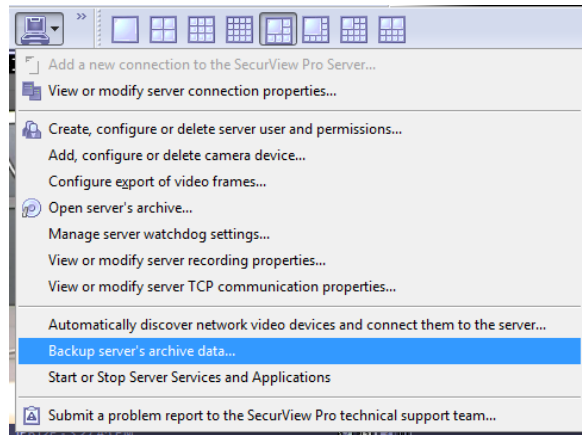 Add a new connection to the SecurView Pro Server...
View or modify server connection properties...
Create, configure or delete server user and permissions...
Add, configure or delete camera device...
Configure export of video frames...
Open server's archive...
Manage server watchdog settings...
View or modify server recording properties...
View or modify server TCP communication properties...
Automatically discover network video devices and connect them to the server...
Backup server's archive data...
Start or Stop Server Services and Applications
Submit a problem report to the SecurView Pro technical support team...